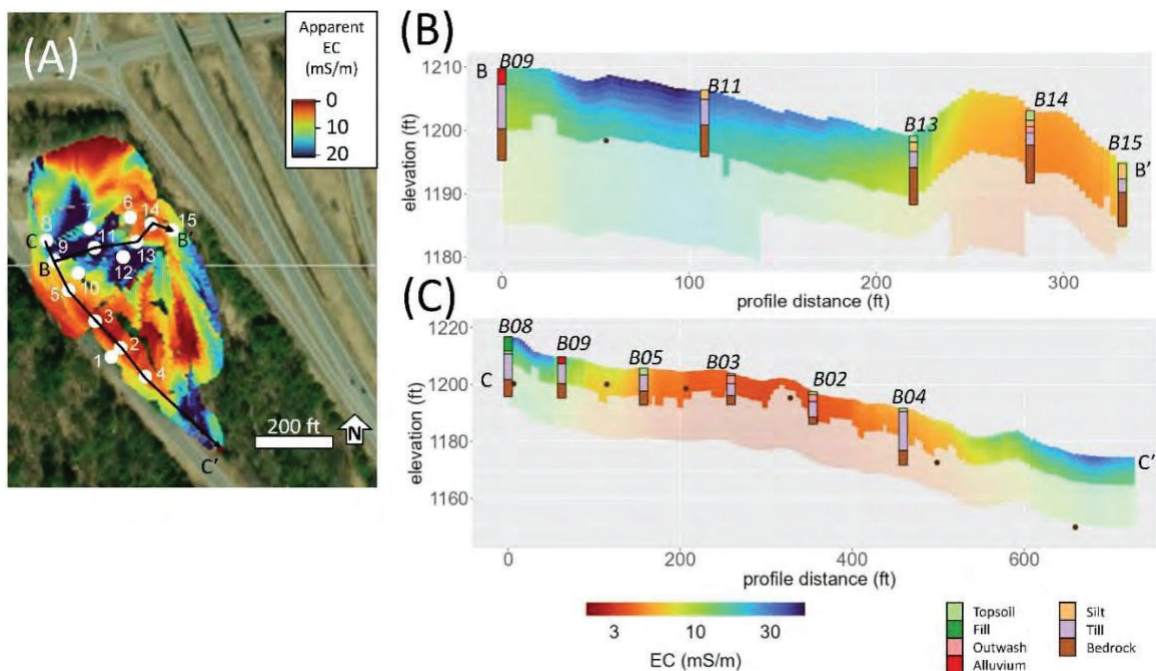 (A)
Apparent
EC
(mS/m)
0
10
20
6
14
15
7
8
C
11
9
B
B'
13
12
10
5
3
2
1
4
C'
200 ft
N
(B)
B09
B
B11
B13
B14
B15
B'
1210
1200
1190
1180
elevation (ft)
0
100
200
300
profile distance (ft)
(C)
B08
B09
B05
B03
B02
B04
C
C'
1220
1200
1180
1160
elevation (ft)
0
200
400
600
profile distance (ft)
3
10
30
EC (mS/m)
Topsoil
Fill
Outwash
Alluvium
Silt
Till
Bedrock